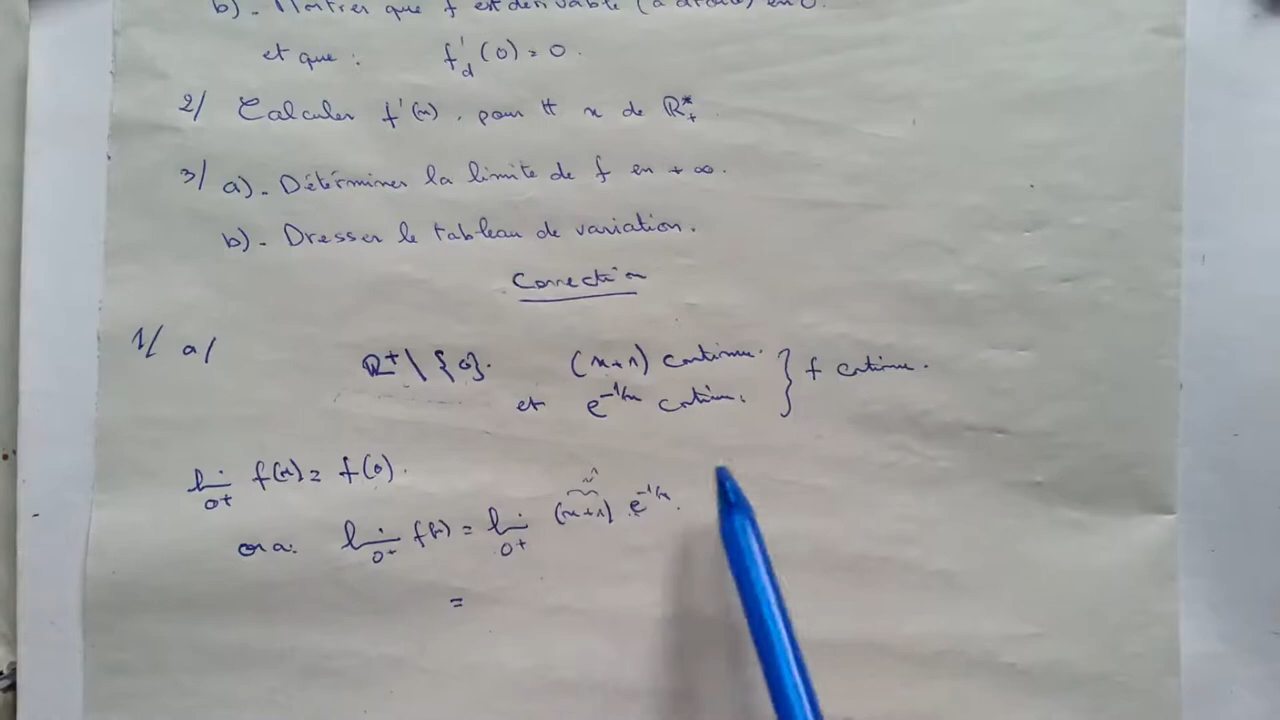 b)- Montrer que f est dérivable (à droite) en 0.
et que : f'd (0) = 0.
2/ Calculer f'(x), pour tt x de ℝ*₊
3/ a)- Détérminer la limite de f en + ∞.
b)- Dresser le tableau de variation.
Correction
1/ a/ ℝ⁺ \ {0}. (x+1) continue. } f continue.
et e^(-1/x) continue.
lim 0+ f(x) = f(0).
on a: lim 0+ f(x) = lim 0+ (x+1) e^(-1/x).
=